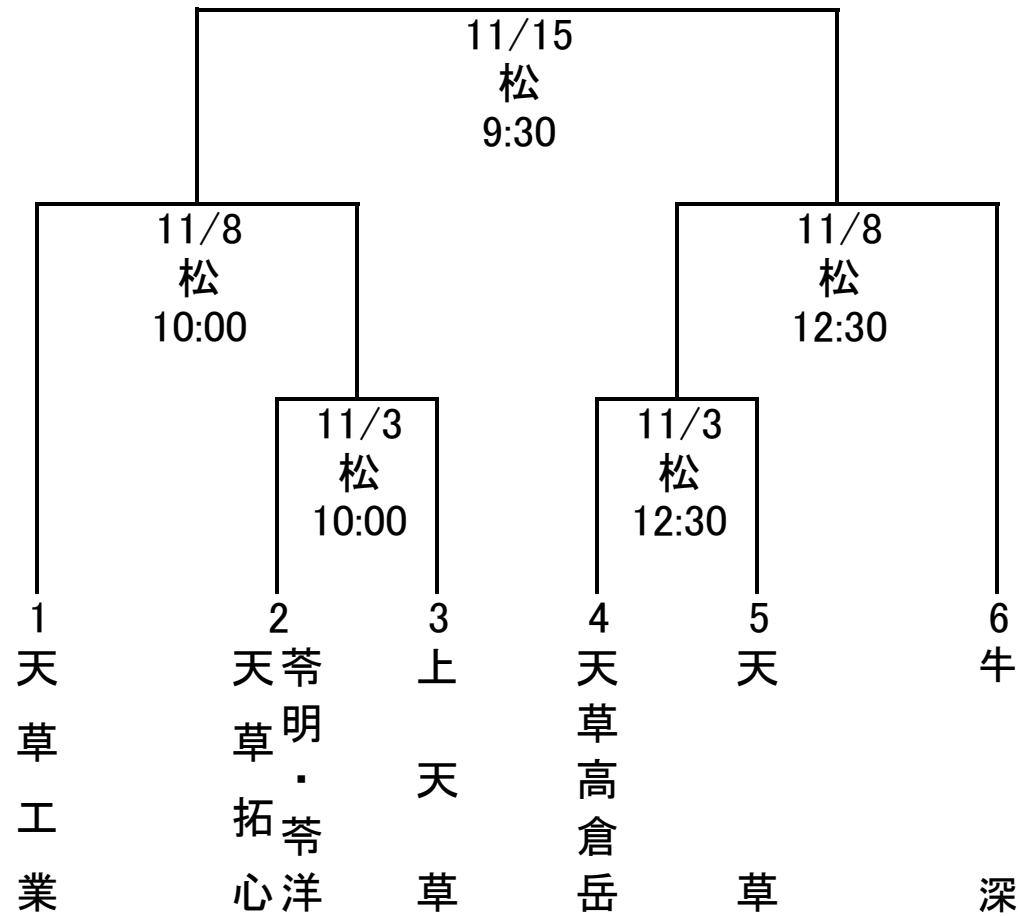 11/15
松
9:30
11/8
松
10:00
11/8
松
12:30
11/3
松
10:00
11/3
松
12:30
1
2
3
4
5
6
天草工業
苓明・苓洋
天草拓心
上天草
天草高倉岳
天草
牛深